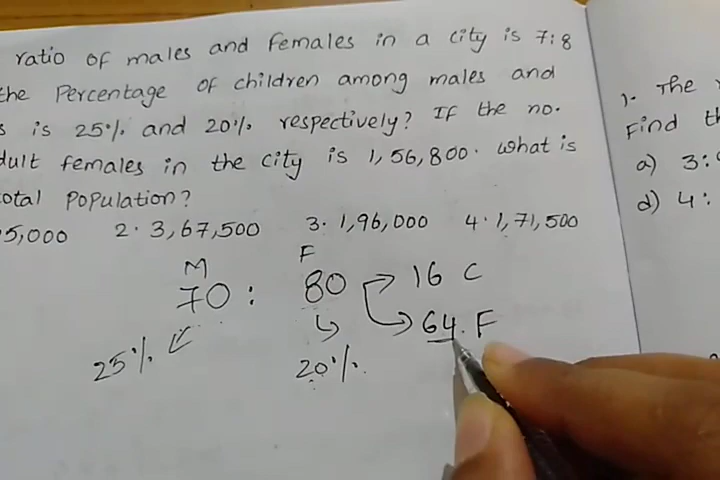 ratio of males and females in a city is 7:8
the Percentage of children among males and
is 25% and 20% respectively? If the no.
dult females in the city is 1,56,800. what is
otal population?
5,000 2. 3,67,500 3. 1,96,000 4. 1,71,500
M F
70 : 80 16 C
64. F
25% 20%
1. The
Find th
a) 3:
d) 4: